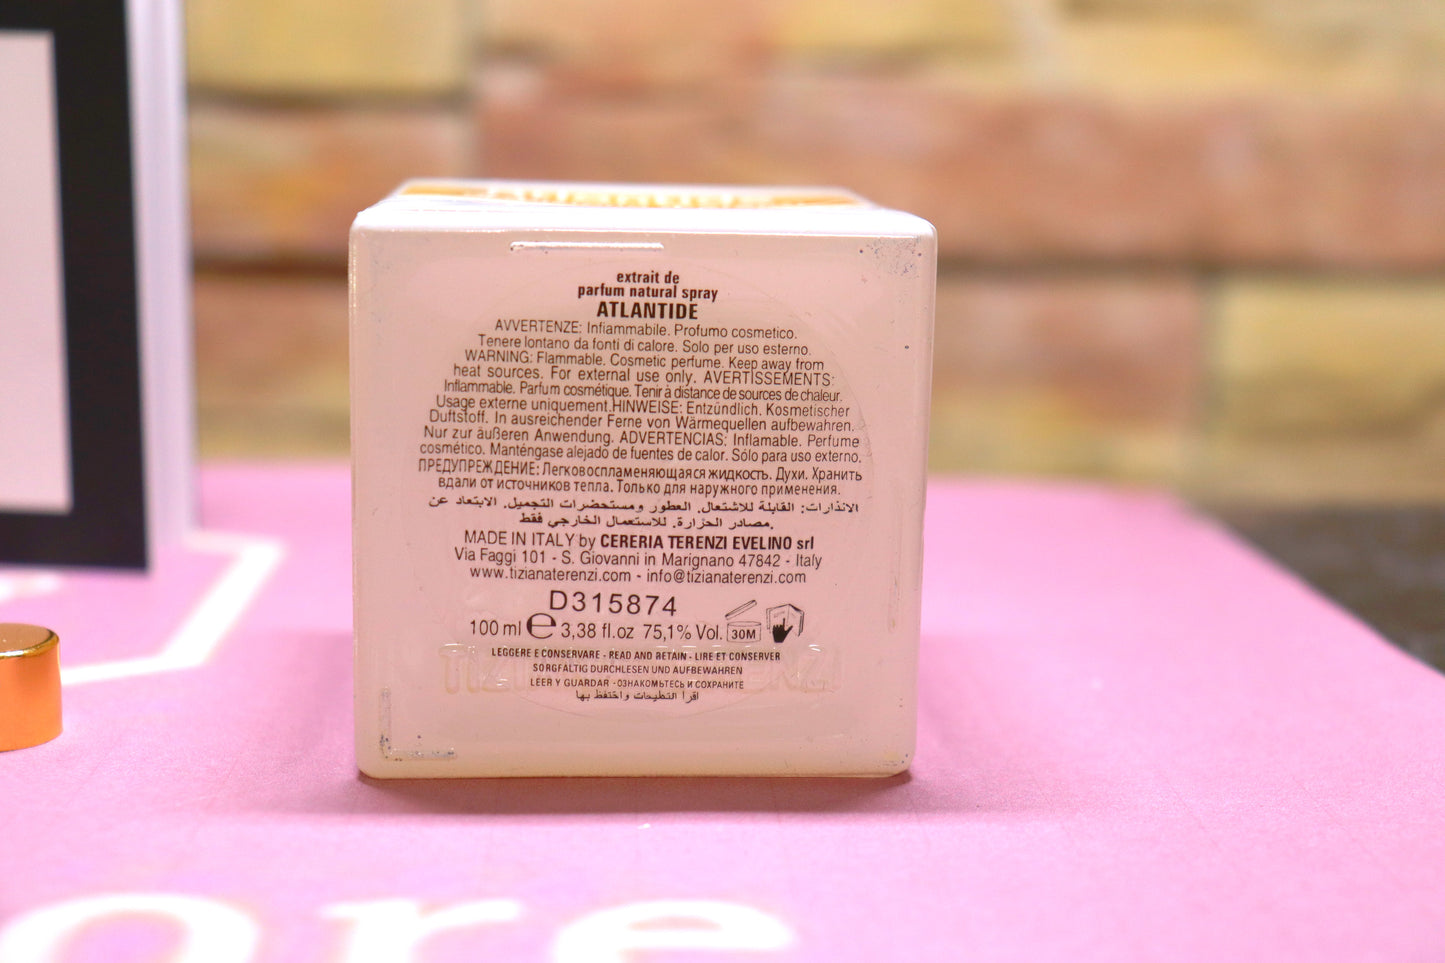 extrait de
parfum natural spray
ATLANTIDE
AVVERTENZE: Infiammabile. Profumo cosmetico.
Tenere lontano da fonti di calore. Solo per uso esterno.
WARNING: Flammable. Cosmetic perfume. Keep away from
heat sources. For external use only. AVERTISSEMENTS:
Inflammable. Parfum cosmétique. Tenir à distance de sources de chaleur.
Usage externe uniquement.HINWEISE: Entzündlich. Kosmetischer
Duftstoff. In ausreichender Ferne von Wärmequellen aufbewahren.
Nur zur äußeren Anwendung. ADVERTENCIAS: Inflamable. Perfume
cosmético. Manténgase alejado de fuentes de calor. Sólo para uso externo.
ПРЕДУПРЕЖДЕНИЕ: Легковоспламеняющаяся жидкость. Духи. Хранить
вдали от источников тепла. Только для наружного применения.
الانذارات: القابلة للاشتعال. العطور ومستحضرات التجميل. الابتعاد عن
مصادر الحزارة. للاستعمال الخارجي فقط.
MADE IN ITALY by CERERIA TERENZI EVELINO srl
Via Faggi 101 - S. Giovanni in Marignano 47842 - Italy
www.tizianaterenzi.com - info@tizianaterenzi.com
D315874
100 ml e 3,38 fl.oz 75,1% Vol. 30M
LEGGERE E CONSERVARE - READ AND RETAIN - LIRE ET CONSERVER
SORGFALTIG DURCHLESEN UND AUFBEWAHREN
LEER Y GUARDAR - ОЗНАКОМЬТЕСЬ И СОХРАНИТЕ
اقرا التطيحات واحتفظ بها
ore